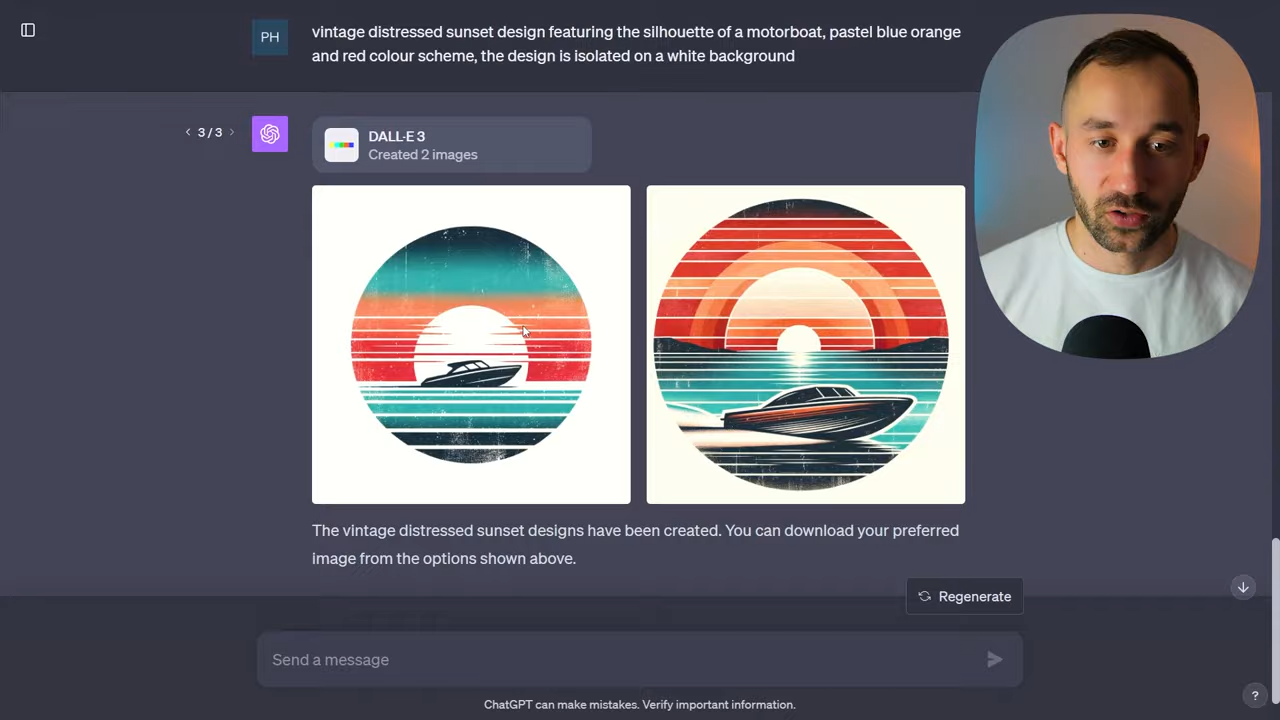 PH
vintage distressed sunset design featuring the silhouette of a motorboat, pastel blue orange
and red colour scheme, the design is isolated on a white background
< 3 / 3 >
DALL·E 3
Created 2 images
The vintage distressed sunset designs have been created. You can download your preferred
image from the options shown above.
Regenerate
Send a message
ChatGPT can make mistakes. Verify important information.
?